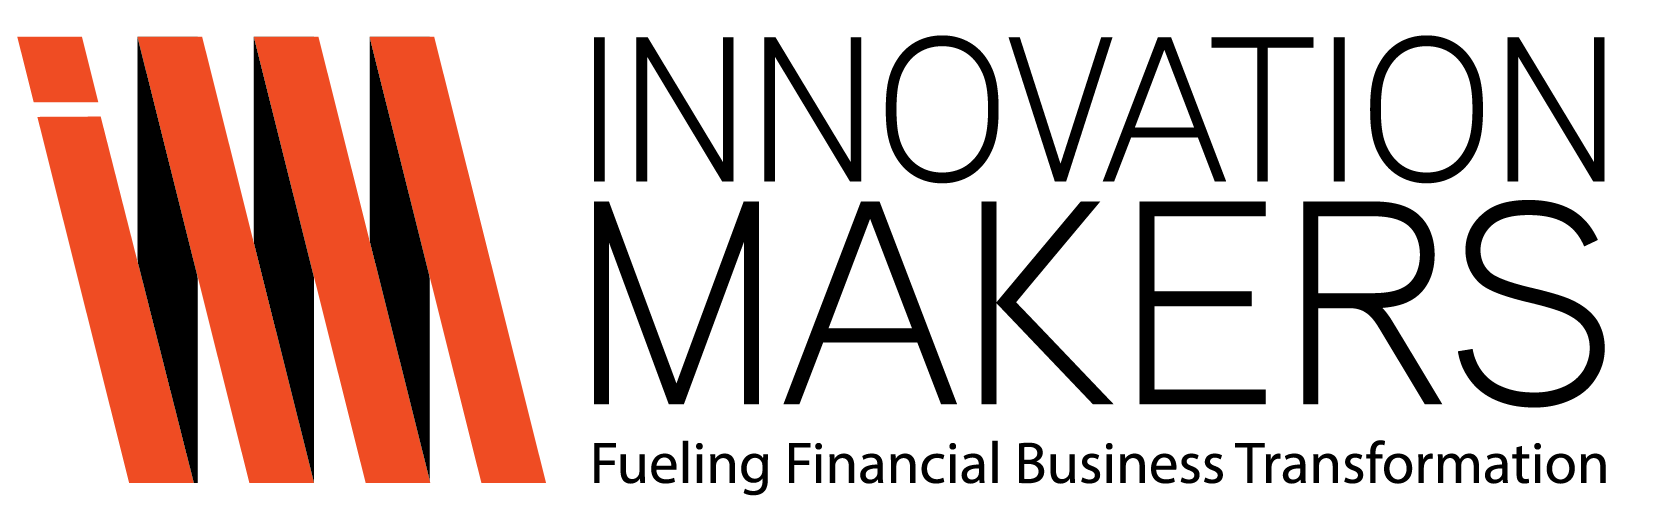 INNOVATION
MAKERS
Fueling Financial Business Transformation